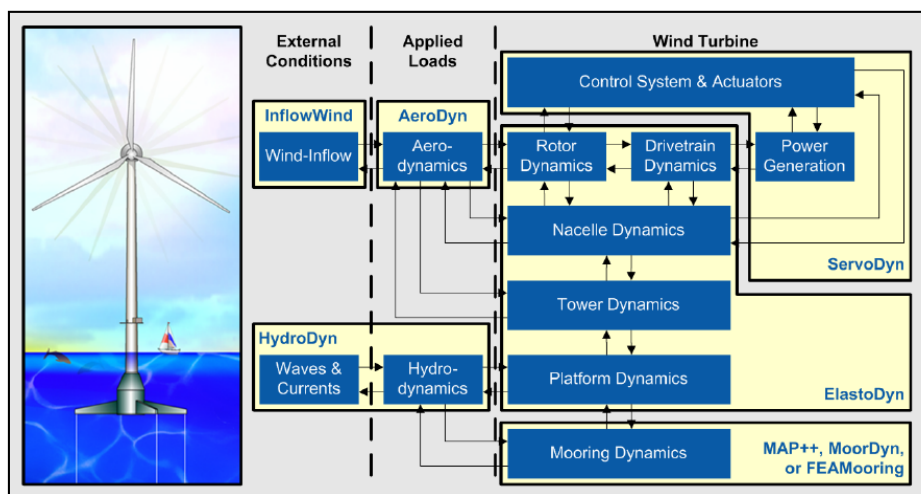 External
Conditions
Applied
Loads
Wind Turbine
Control System & Actuators
InflowWind
AeroDyn
Wind-Inflow
Aero-
dynamics
Rotor
Dynamics
Drivetrain
Dynamics
Power
Generation
Nacelle Dynamics
ServoDyn
Tower Dynamics
HydroDyn
Waves &
Currents
Hydro-
dynamics
Platform Dynamics
ElastoDyn
Mooring Dynamics
MAP++, MoorDyn,
or FEAMooring